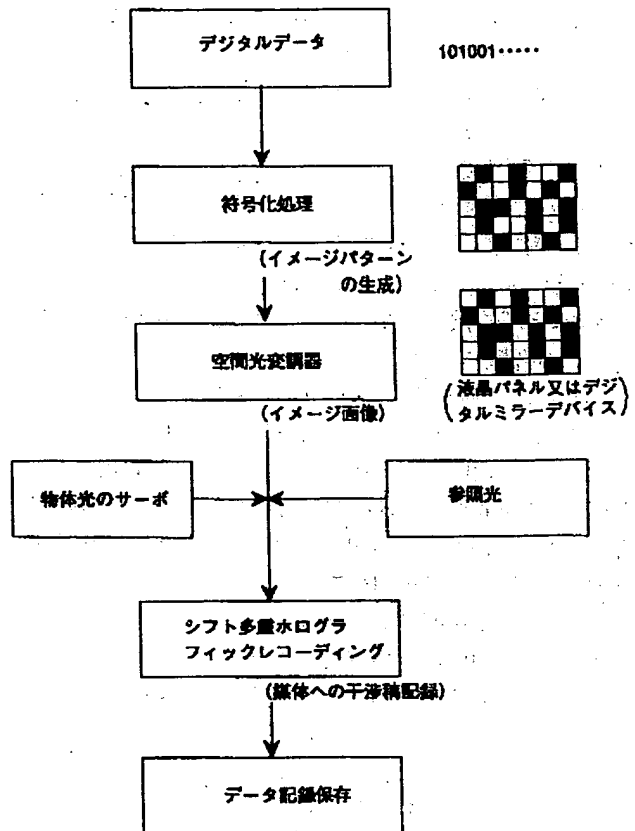 デジタルデータ
101001・・・・・
符号化処理
(イメージパターン
の生成)
空間光変調器
(イメージ画像)
(液晶パネル又はデジ
タルミラーデバイス)
物体光のサーボ
参照光
シフト多重ホログラ
フィックレコーディング
(媒体への干渉縞記録)
データ記録保存